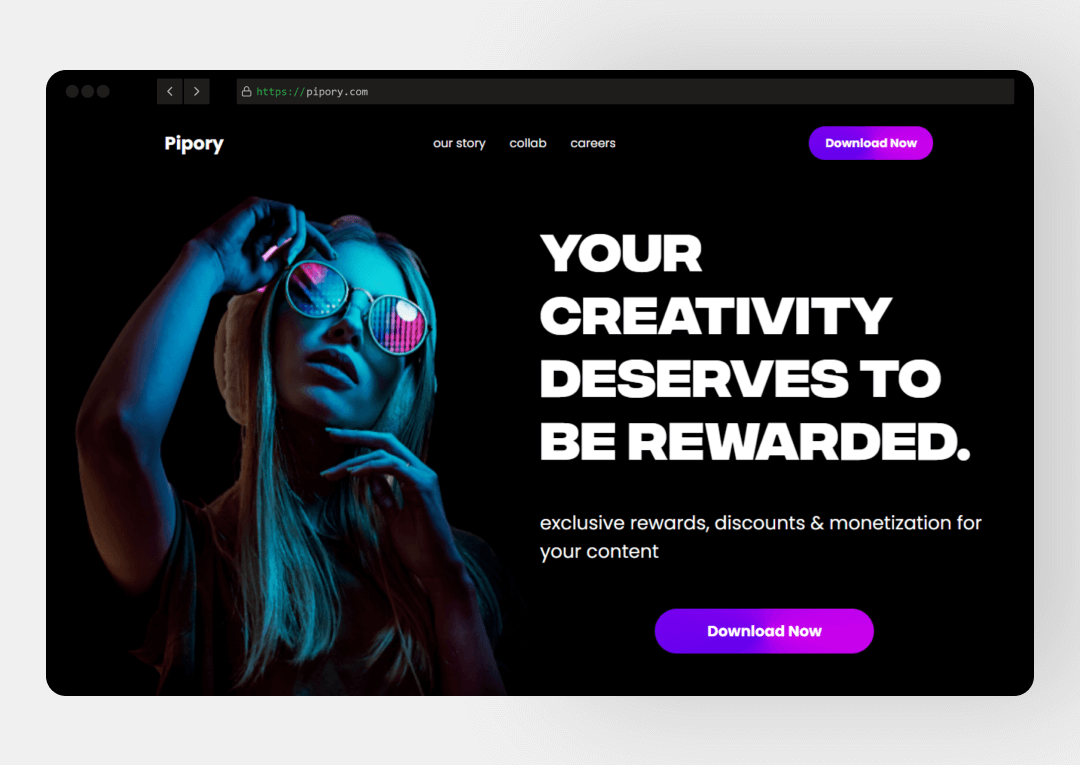 https://pipory.com
Pipory
our story collab careers
Download Now
YOUR
CREATIVITY
DESERVES TO
BE REWARDED.
exclusive rewards, discounts & monetization for
your content
Download Now